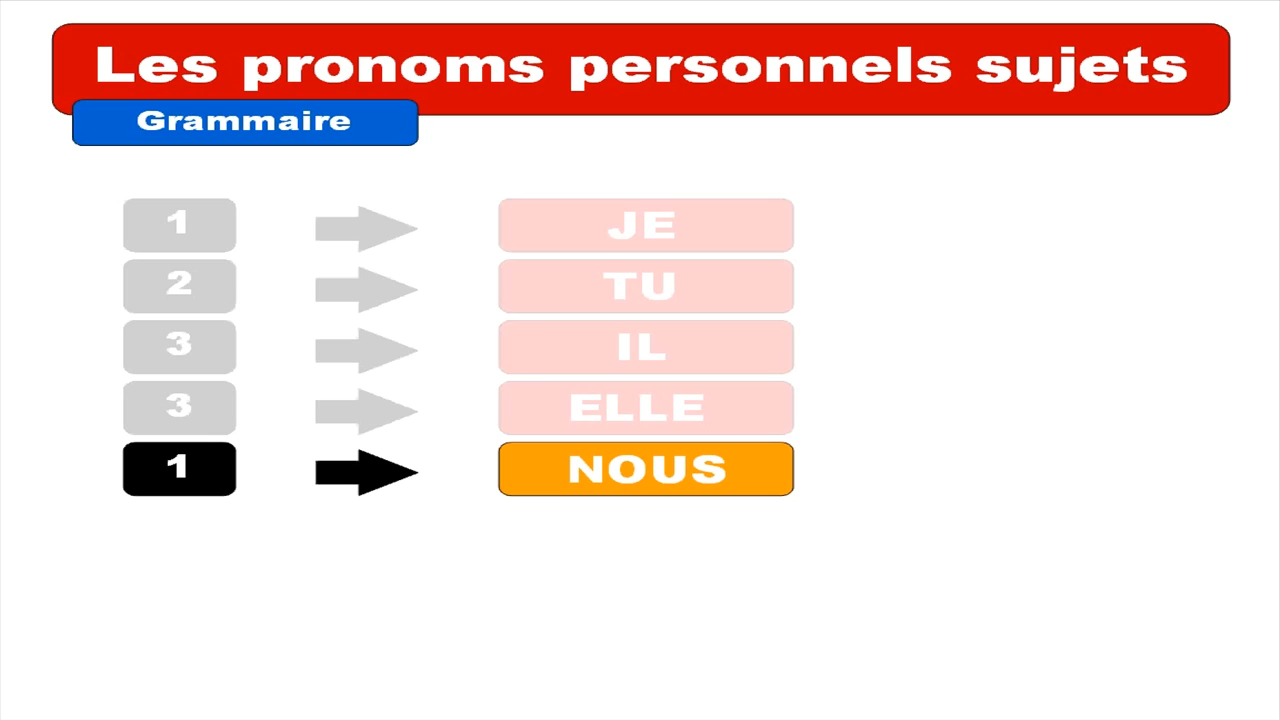 Les pronoms personnels sujets
Grammaire
1 JE
2 TU
3 IL
3 ELLE
1 NOUS